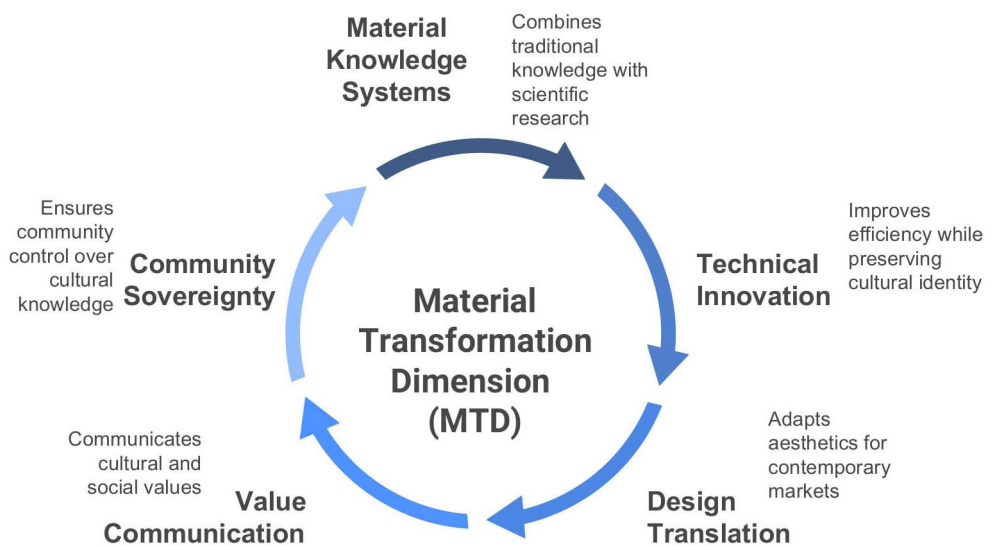 Material
Knowledge
Systems
Combines
traditional
knowledge with
scientific
research
Technical
Innovation
Improves
efficiency while
preserving
cultural identity
Design
Translation
Adapts
aesthetics for
contemporary
markets
Value
Communication
Communicates
cultural and
social values
Community
Sovereignty
Ensures
community
control over
cultural
knowledge
Material
Transformation
Dimension
(MTD)